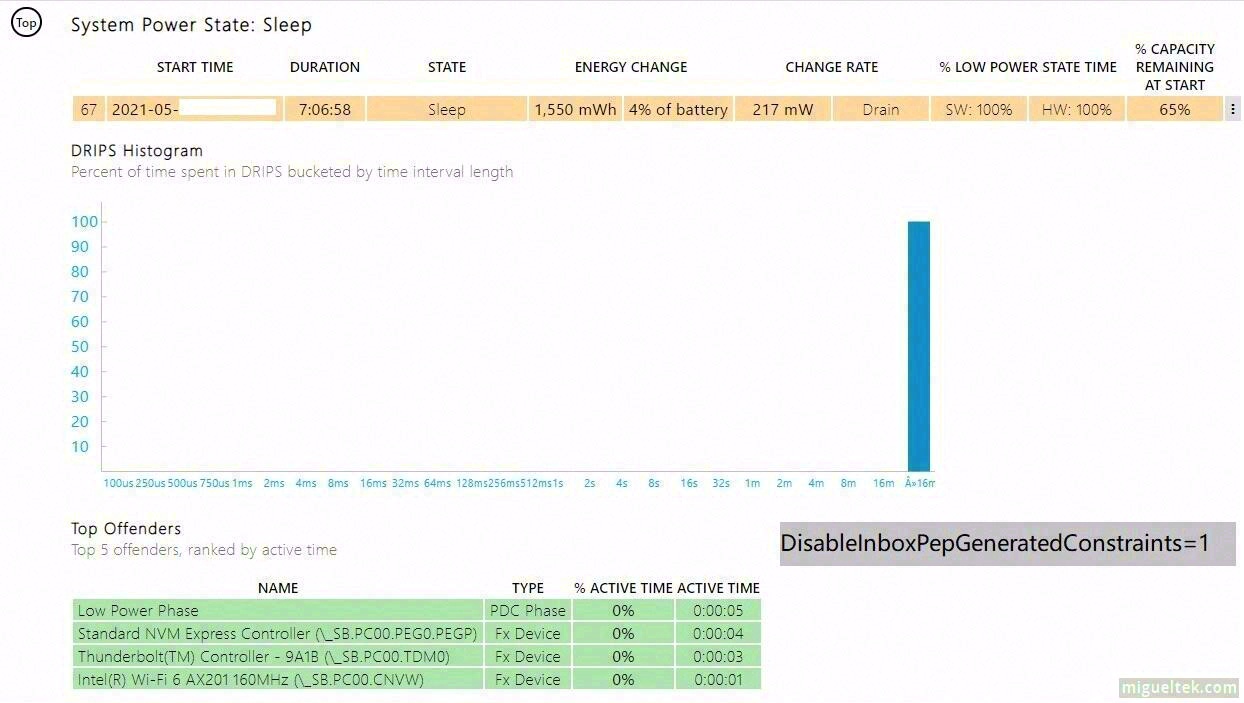 Top
System Power State: Sleep
START TIME DURATION STATE ENERGY CHANGE CHANGE RATE % LOW POWER STATE TIME % CAPACITY REMAINING AT START
67 2021-05- 7:06:58 Sleep 1,550 mWh 4% of battery 217 mW Drain SW: 100% HW: 100% 65%
DRIPS Histogram
Percent of time spent in DRIPS bucketed by time interval length
100
90
80
70
60
50
40
30
20
10
100us 250us 500us 750us 1ms 2ms 4ms 8ms 16ms 32ms 64ms 128ms 256ms 512ms 1s 2s 4s 8s 16s 32s 1m 2m 4m 8m 16m Â»16m
Top Offenders
Top 5 offenders, ranked by active time
DisableInboxPepGeneratedConstraints=1
NAME TYPE % ACTIVE TIME ACTIVE TIME
Low Power Phase PDC Phase 0% 0:00:05
Standard NVM Express Controller (\_SB.PC00.PEG0.PEGP) Fx Device 0% 0:00:04
Thunderbolt(TM) Controller - 9A1B (\_SB.PC00.TDM0) Fx Device 0% 0:00:03
Intel(R) Wi-Fi 6 AX201 160MHz (\_SB.PC00.CNVW) Fx Device 0% 0:00:01
migueltek.com